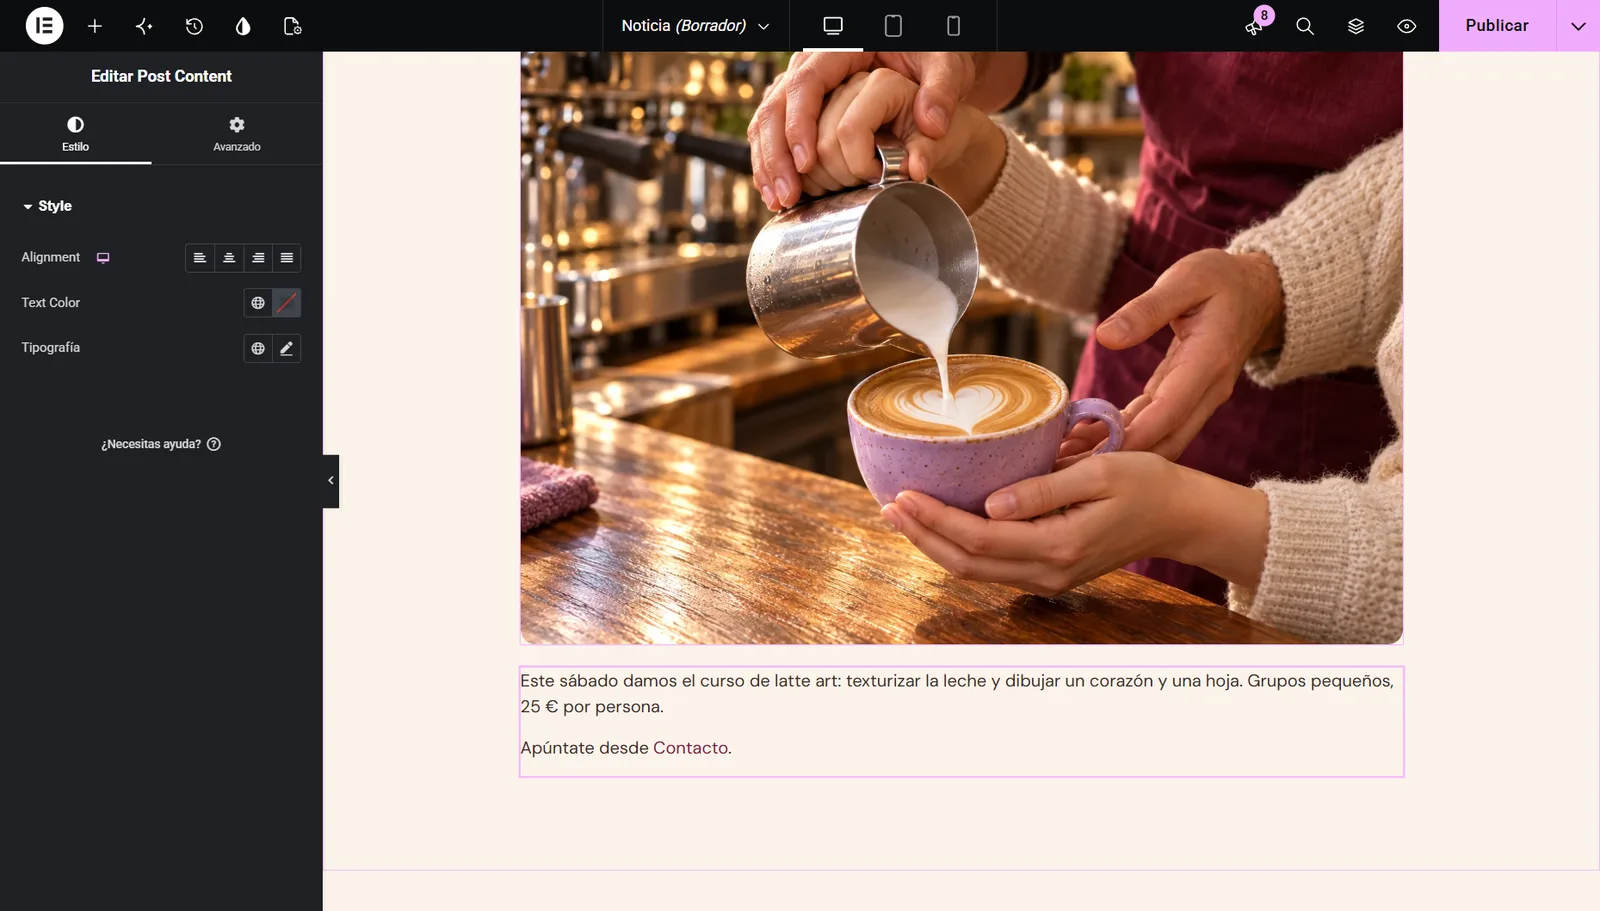 Noticia (Borrador)
8
Publicar
Editar Post Content
Estilo
Avanzado
Style
Alignment
Text Color
Tipografía
¿Necesitas ayuda?
Este sábado damos el curso de latte art: texturizar la leche y dibujar un corazón y una hoja. Grupos pequeños,
25 € por persona.
Apúntate desde Contacto.